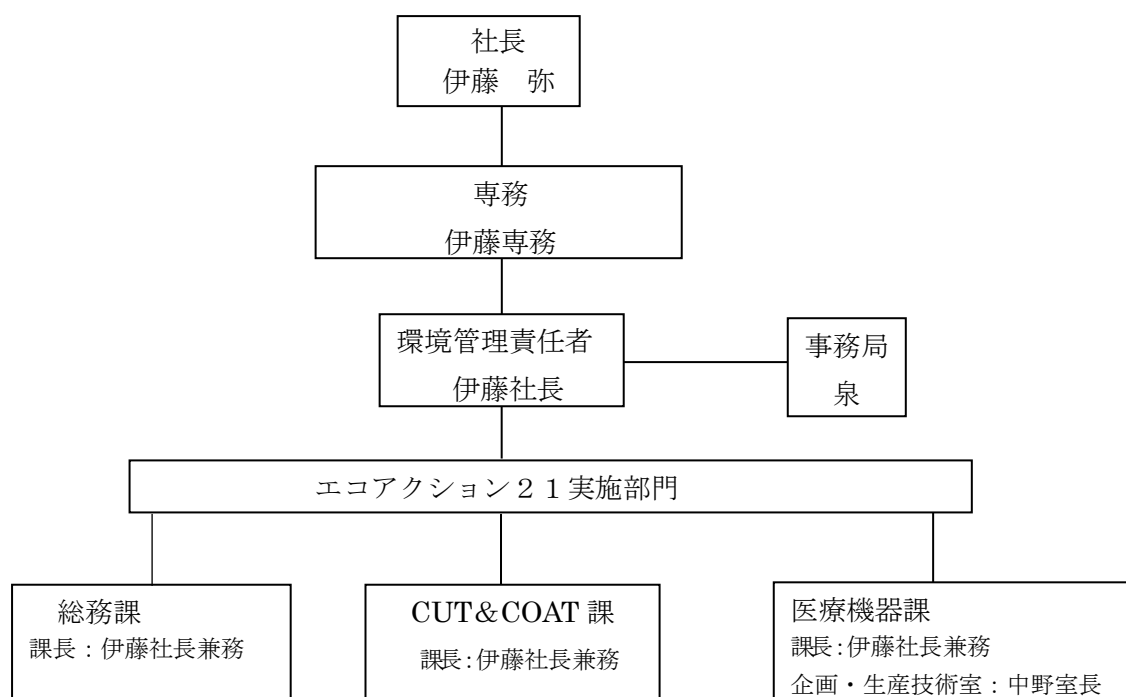 社長
伊藤　弥
専務
伊藤専務
環境管理責任者
伊藤社長
事務局
泉
エコアクション２１実施部門
総務課
課長：伊藤社長兼務
CUT&COAT 課
課長：伊藤社長兼務
医療機器課
課長：伊藤社長兼務
企画・生産技術室：中野室長